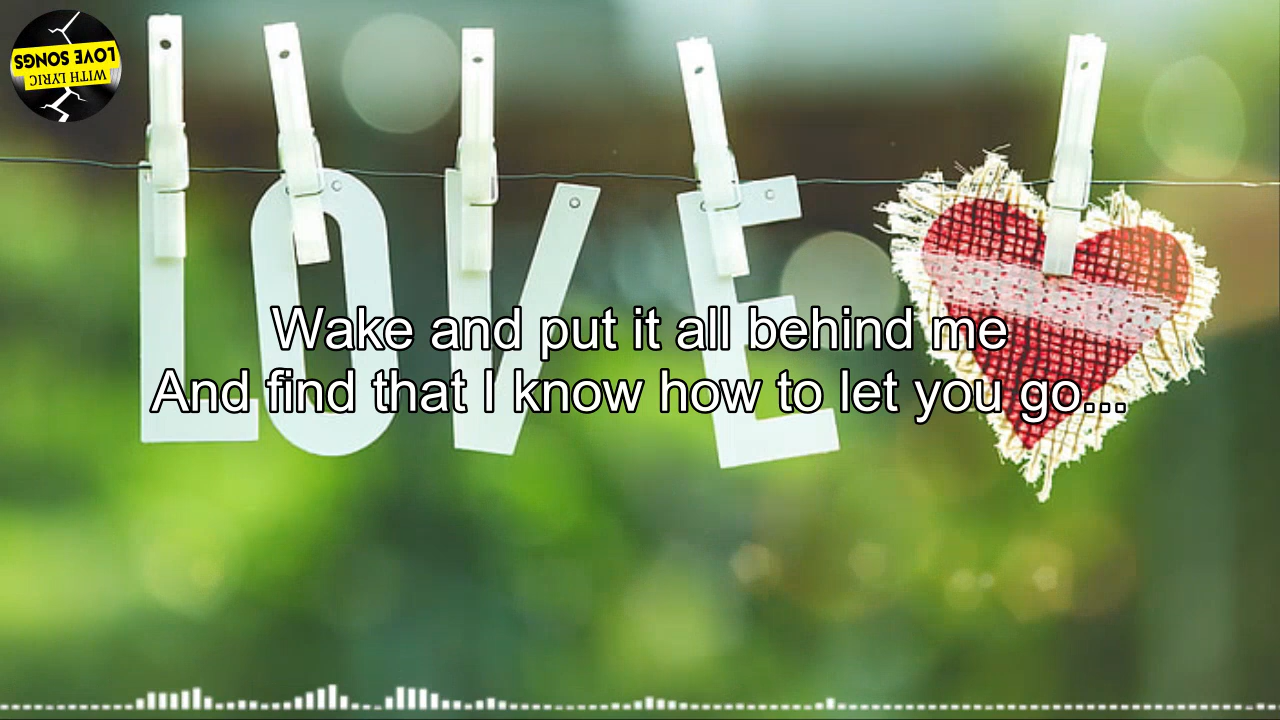 LOVE SONGS
WITH LYRIC
LOVE
Wake and put it all behind me
And find that I know how to let you go...